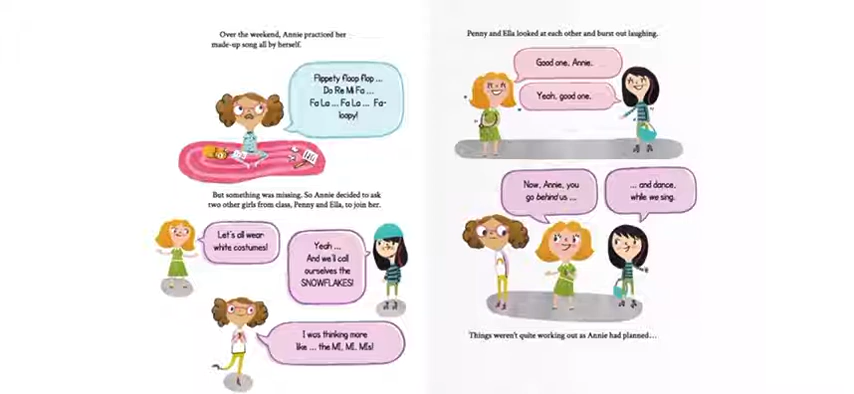 Over the weekend, Annie practiced her
made-up song all by herself.
Flippety floop flop ...
Do Re Mi Fa ...
Fa La ... Fa La ... Fa-
loopy!
But something was missing. So Annie decided to ask
two other girls from class, Penny and Ella, to join her.
Let's all wear
white costumes!
Yeah ...
And we'll call
ourselves the
SNOWFLAKES!
I was thinking more
like ... the Mi, Mi, Mis!
Penny and Ella looked at each other and burst out laughing.
Good one, Annie.
Yeah, good one.
Now, Annie, you
go behind us ...
... and dance,
while we sing.
Things weren't quite working out as Annie had planned...